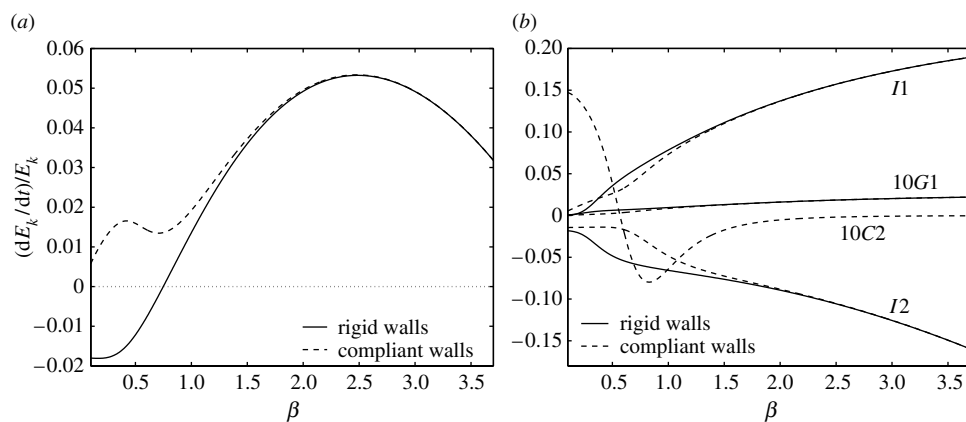 (a)
0.06
0.05
0.04
0.03
0.02
0.01
0
−0.01
−0.02
(dE_k/dt)/E_k
0.5 1.0 1.5 2.0 2.5 3.0 3.5
β
rigid walls
compliant walls
(b)
0.20
0.15
0.10
0.05
0
−0.05
−0.10
−0.15
I1
10G1
10C2
I2
rigid walls
compliant walls
0.5 1.0 1.5 2.0 2.5 3.0 3.5
β